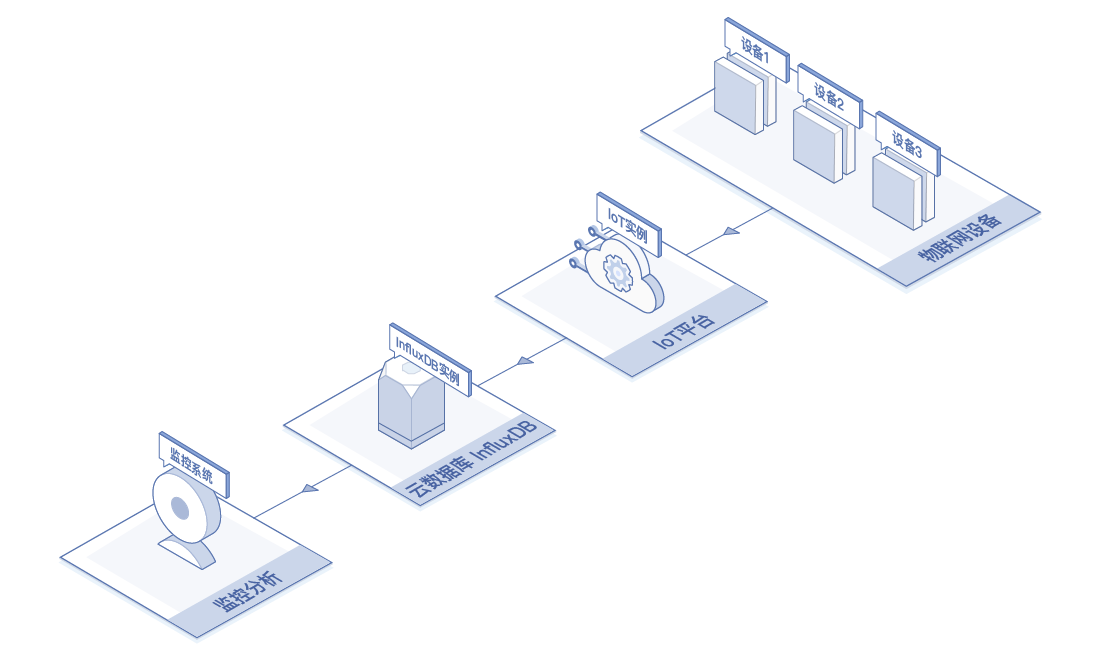 设备1
设备2
设备3
物联网设备
IoT实例
IoT平台
InfluxDB实例
云数据库 InfluxDB
监控系统
监控分析